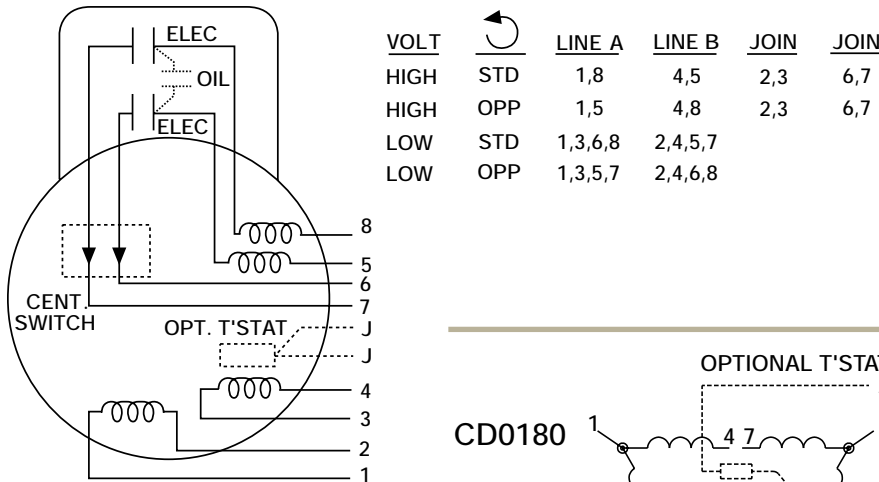 ELEC
OIL
ELEC
CENT.
SWITCH
OPT. T'STAT
8
5
6
7
J
J
4
3
2
1
VOLT LINE A LINE B JOIN JOIN
HIGH STD 1,8 4,5 2,3 6,7
HIGH OPP 1,5 4,8 2,3 6,7
LOW STD 1,3,6,8 2,4,5,7
LOW OPP 1,3,5,7 2,4,6,8
OPTIONAL T'STAT
CD0180
1
4 7